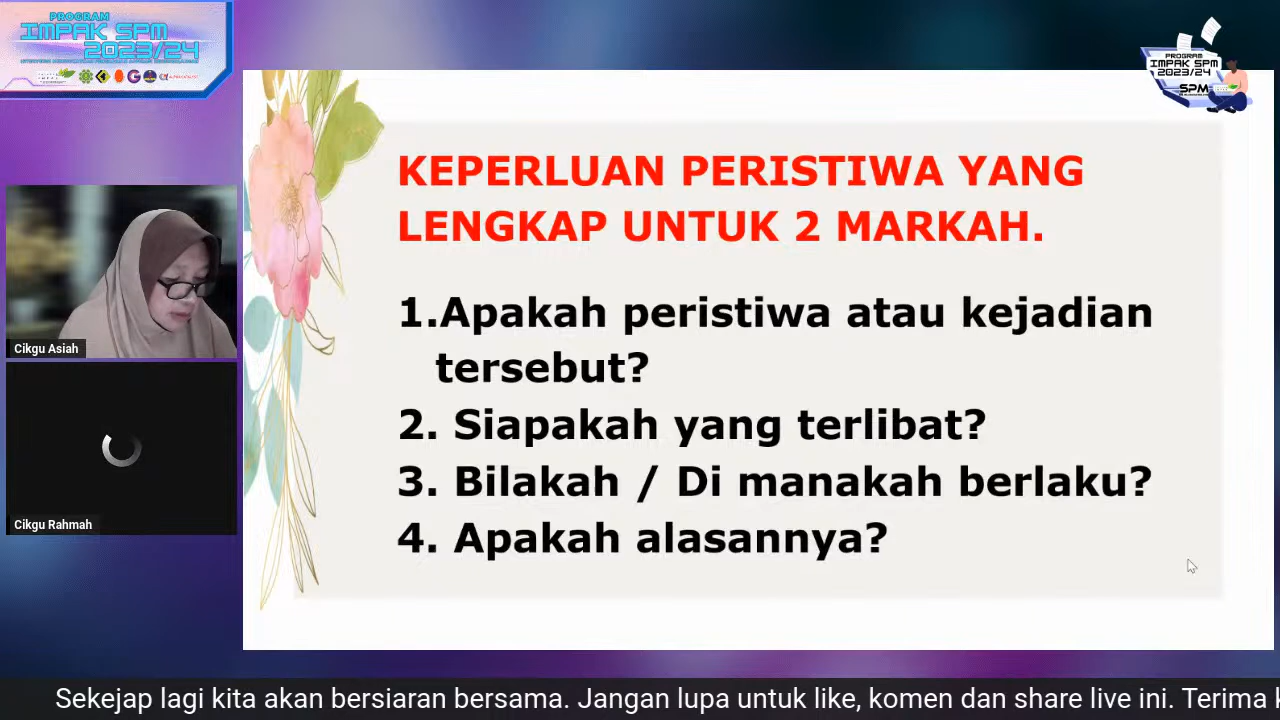 PROGRAM
IMPAK SPM
2023/24
PROGRAM
IMPAK SPM
2023/24
SPM
KEPERLUAN PERISTIWA YANG
LENGKAP UNTUK 2 MARKAH.
1.Apakah peristiwa atau kejadian
tersebut?
2. Siapakah yang terlibat?
3. Bilakah / Di manakah berlaku?
4. Apakah alasannya?
Cikgu Asiah
Cikgu Rahmah
Sekejap lagi kita akan bersiaran bersama. Jangan lupa untuk like, komen dan share live ini. Terima